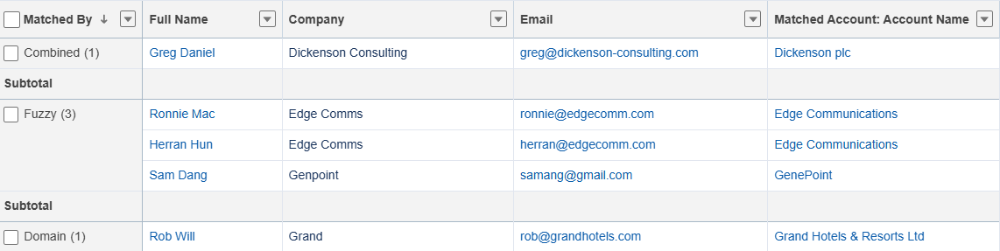 Matched By ↓ Full Name Company Email Matched Account: Account Name
Combined (1) Greg Daniel Dickenson Consulting greg@dickenson-consulting.com Dickenson plc
Subtotal
Fuzzy (3) Ronnie Mac Edge Comms ronnie@edgecomm.com Edge Communications
Herran Hun Edge Comms herran@edgecomm.com Edge Communications
Sam Dang Genpoint samang@gmail.com GenePoint
Subtotal
Domain (1) Rob Will Grand rob@grandhotels.com Grand Hotels & Resorts Ltd